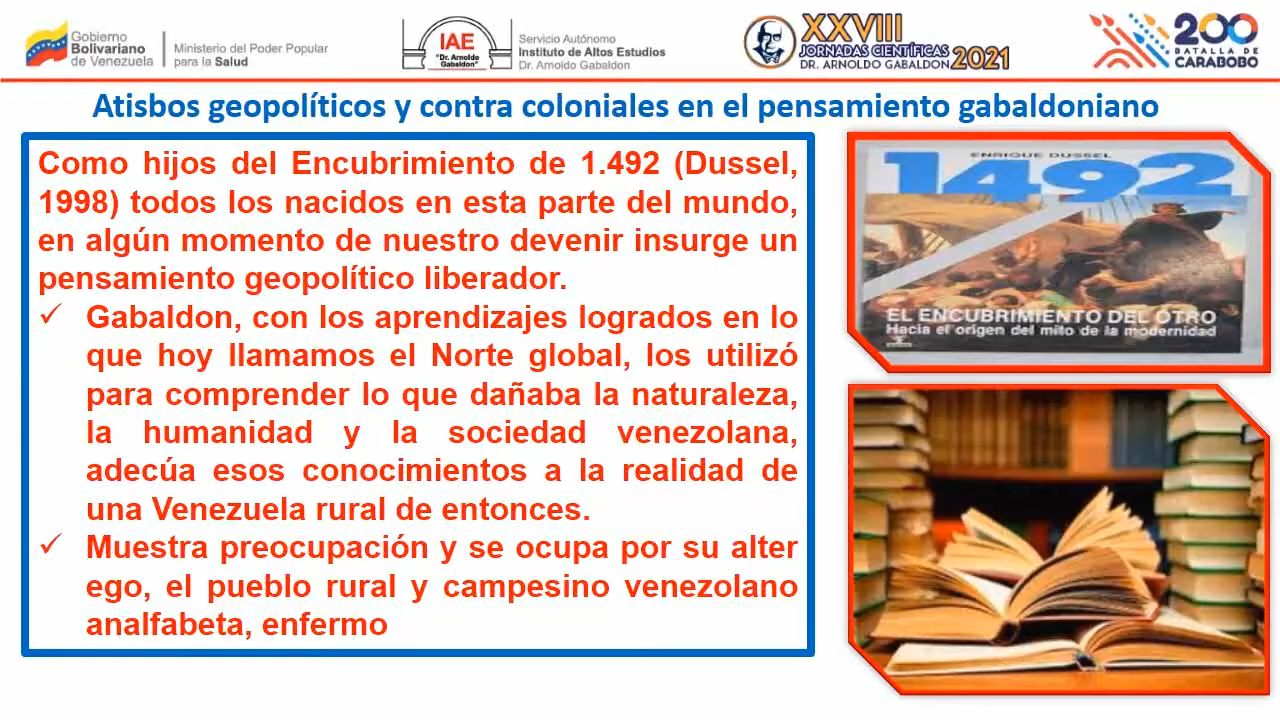 Gobierno
Bolivariano
de Venezuela
Ministerio del Poder Popular
para la Salud
IAE
"Dr. Arnoldo
Gabaldon"
Servicio Autónomo
Instituto de Altos Estudios
Dr. Arnoldo Gabaldon
XXVIII
JORNADAS CIENTÍFICAS
DR. ARNOLDO GABALDON
2021
200
BATALLA DE
CARABOBO
Atisbos geopolíticos y contra coloniales en el pensamiento gabaldoniano
Como hijos del Encubrimiento de 1.492 (Dussel,
1998) todos los nacidos en esta parte del mundo,
en algún momento de nuestro devenir insurge un
pensamiento geopolítico liberador.
✓ Gabaldon, con los aprendizajes logrados en lo
que hoy llamamos el Norte global, los utilizó
para comprender lo que dañaba la naturaleza,
la humanidad y la sociedad venezolana,
adecúa esos conocimientos a la realidad de
una Venezuela rural de entonces.
✓ Muestra preocupación y se ocupa por su alter
ego, el pueblo rural y campesino venezolano
analfabeta, enfermo
ENRIQUE DUSSEL
1492
EL ENCUBRIMIENTO DEL OTRO
Hacia el origen del mito de la modernidad